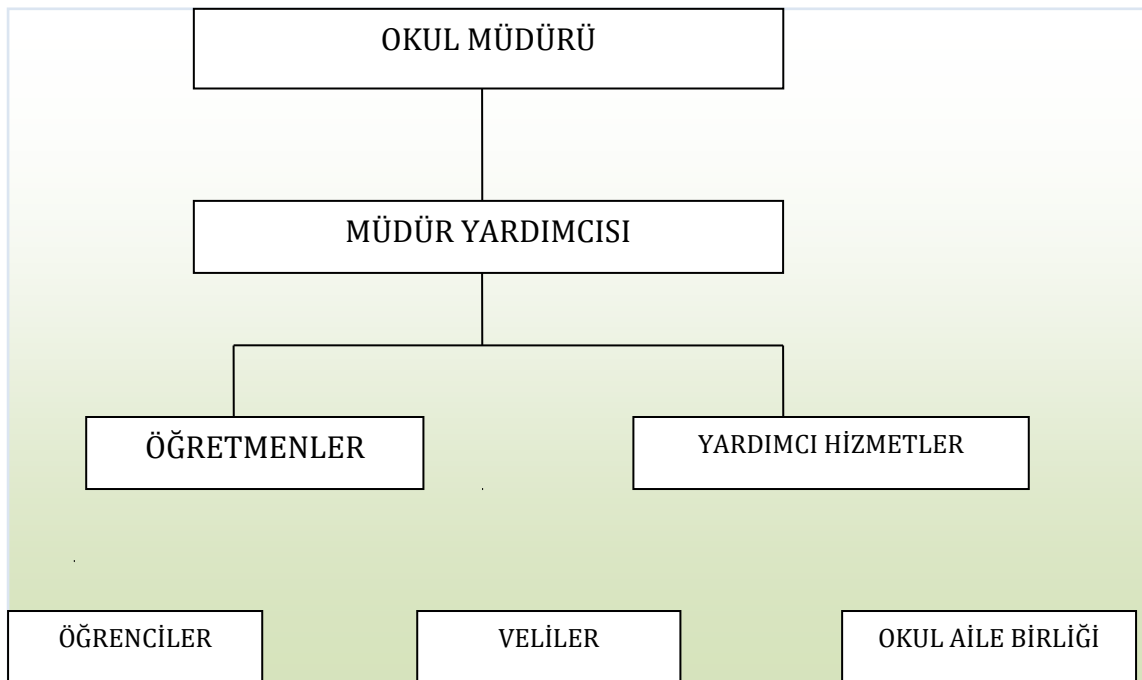 OKUL MÜDÜRÜ
MÜDÜR YARDIMCISI
ÖĞRETMENLER
YARDIMCI HİZMETLER
ÖĞRENCİLER
VELİLER
OKUL AİLE BİRLİĞİ